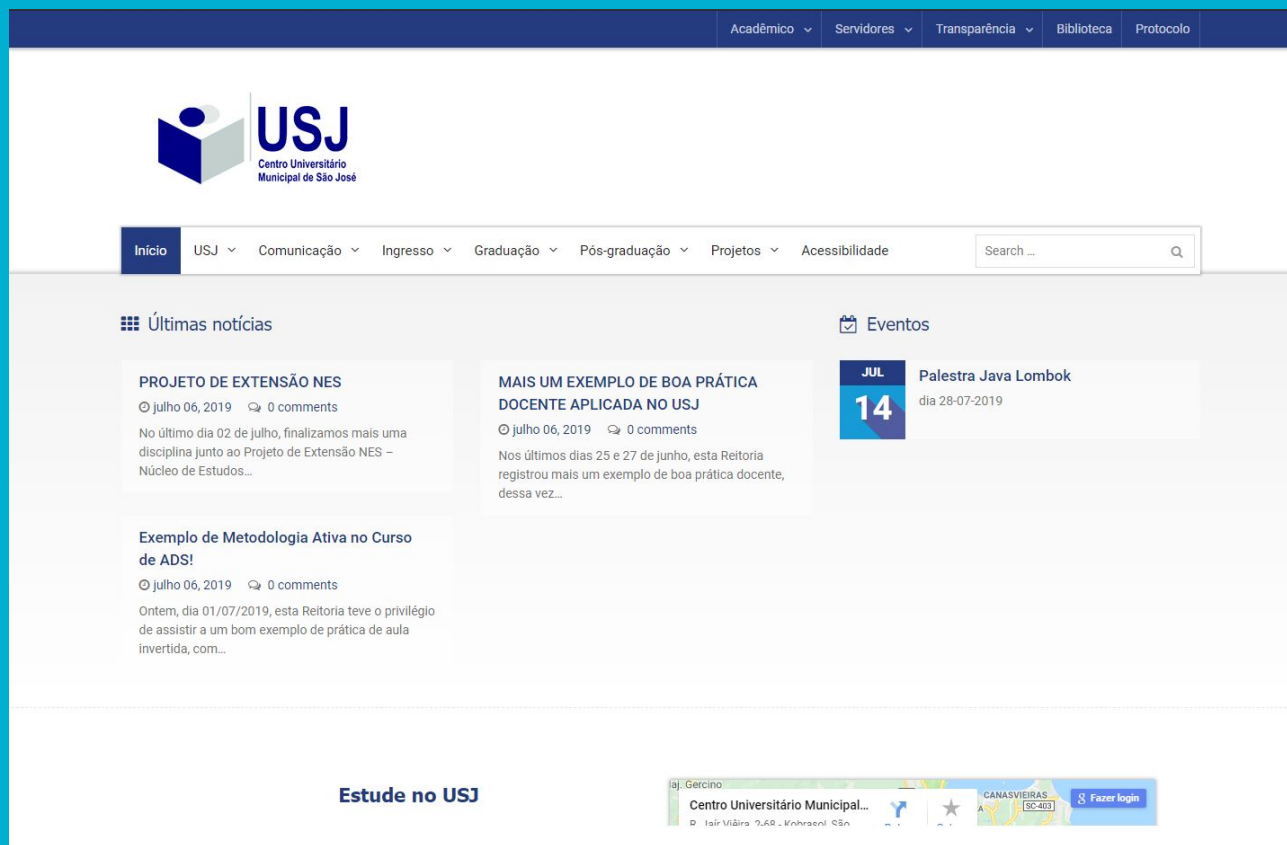 Acadêmico
Servidores
Transparência
Biblioteca
Protocolo
USJ
Centro Universitário
Municipal de São José
Início
USJ
Comunicação
Ingresso
Graduação
Pós-graduação
Projetos
Acessibilidade
Search ...
Últimas notícias
PROJETO DE EXTENSÃO NES
julho 06, 2019 0 comments
No último dia 02 de julho, finalizamos mais uma
disciplina junto ao Projeto de Extensão NES –
Núcleo de Estudos...
MAIS UM EXEMPLO DE BOA PRÁTICA
DOCENTE APLICADA NO USJ
julho 06, 2019 0 comments
Nos últimos dias 25 e 27 de junho, esta Reitoria
registrou mais um exemplo de boa prática docente,
dessa vez...
Exemplo de Metodologia Ativa no Curso
de ADS!
julho 06, 2019 0 comments
Ontem, dia 01/07/2019, esta Reitoria teve o privilégio
de assistir a um bom exemplo de prática de aula
invertida, com...
Eventos
JUL
14
Palestra Java Lombok
dia 28-07-2019
Estude no USJ
Gercino
Centro Universitário Municipal...
CANASVIEIRAS
SC-403
Fazer login